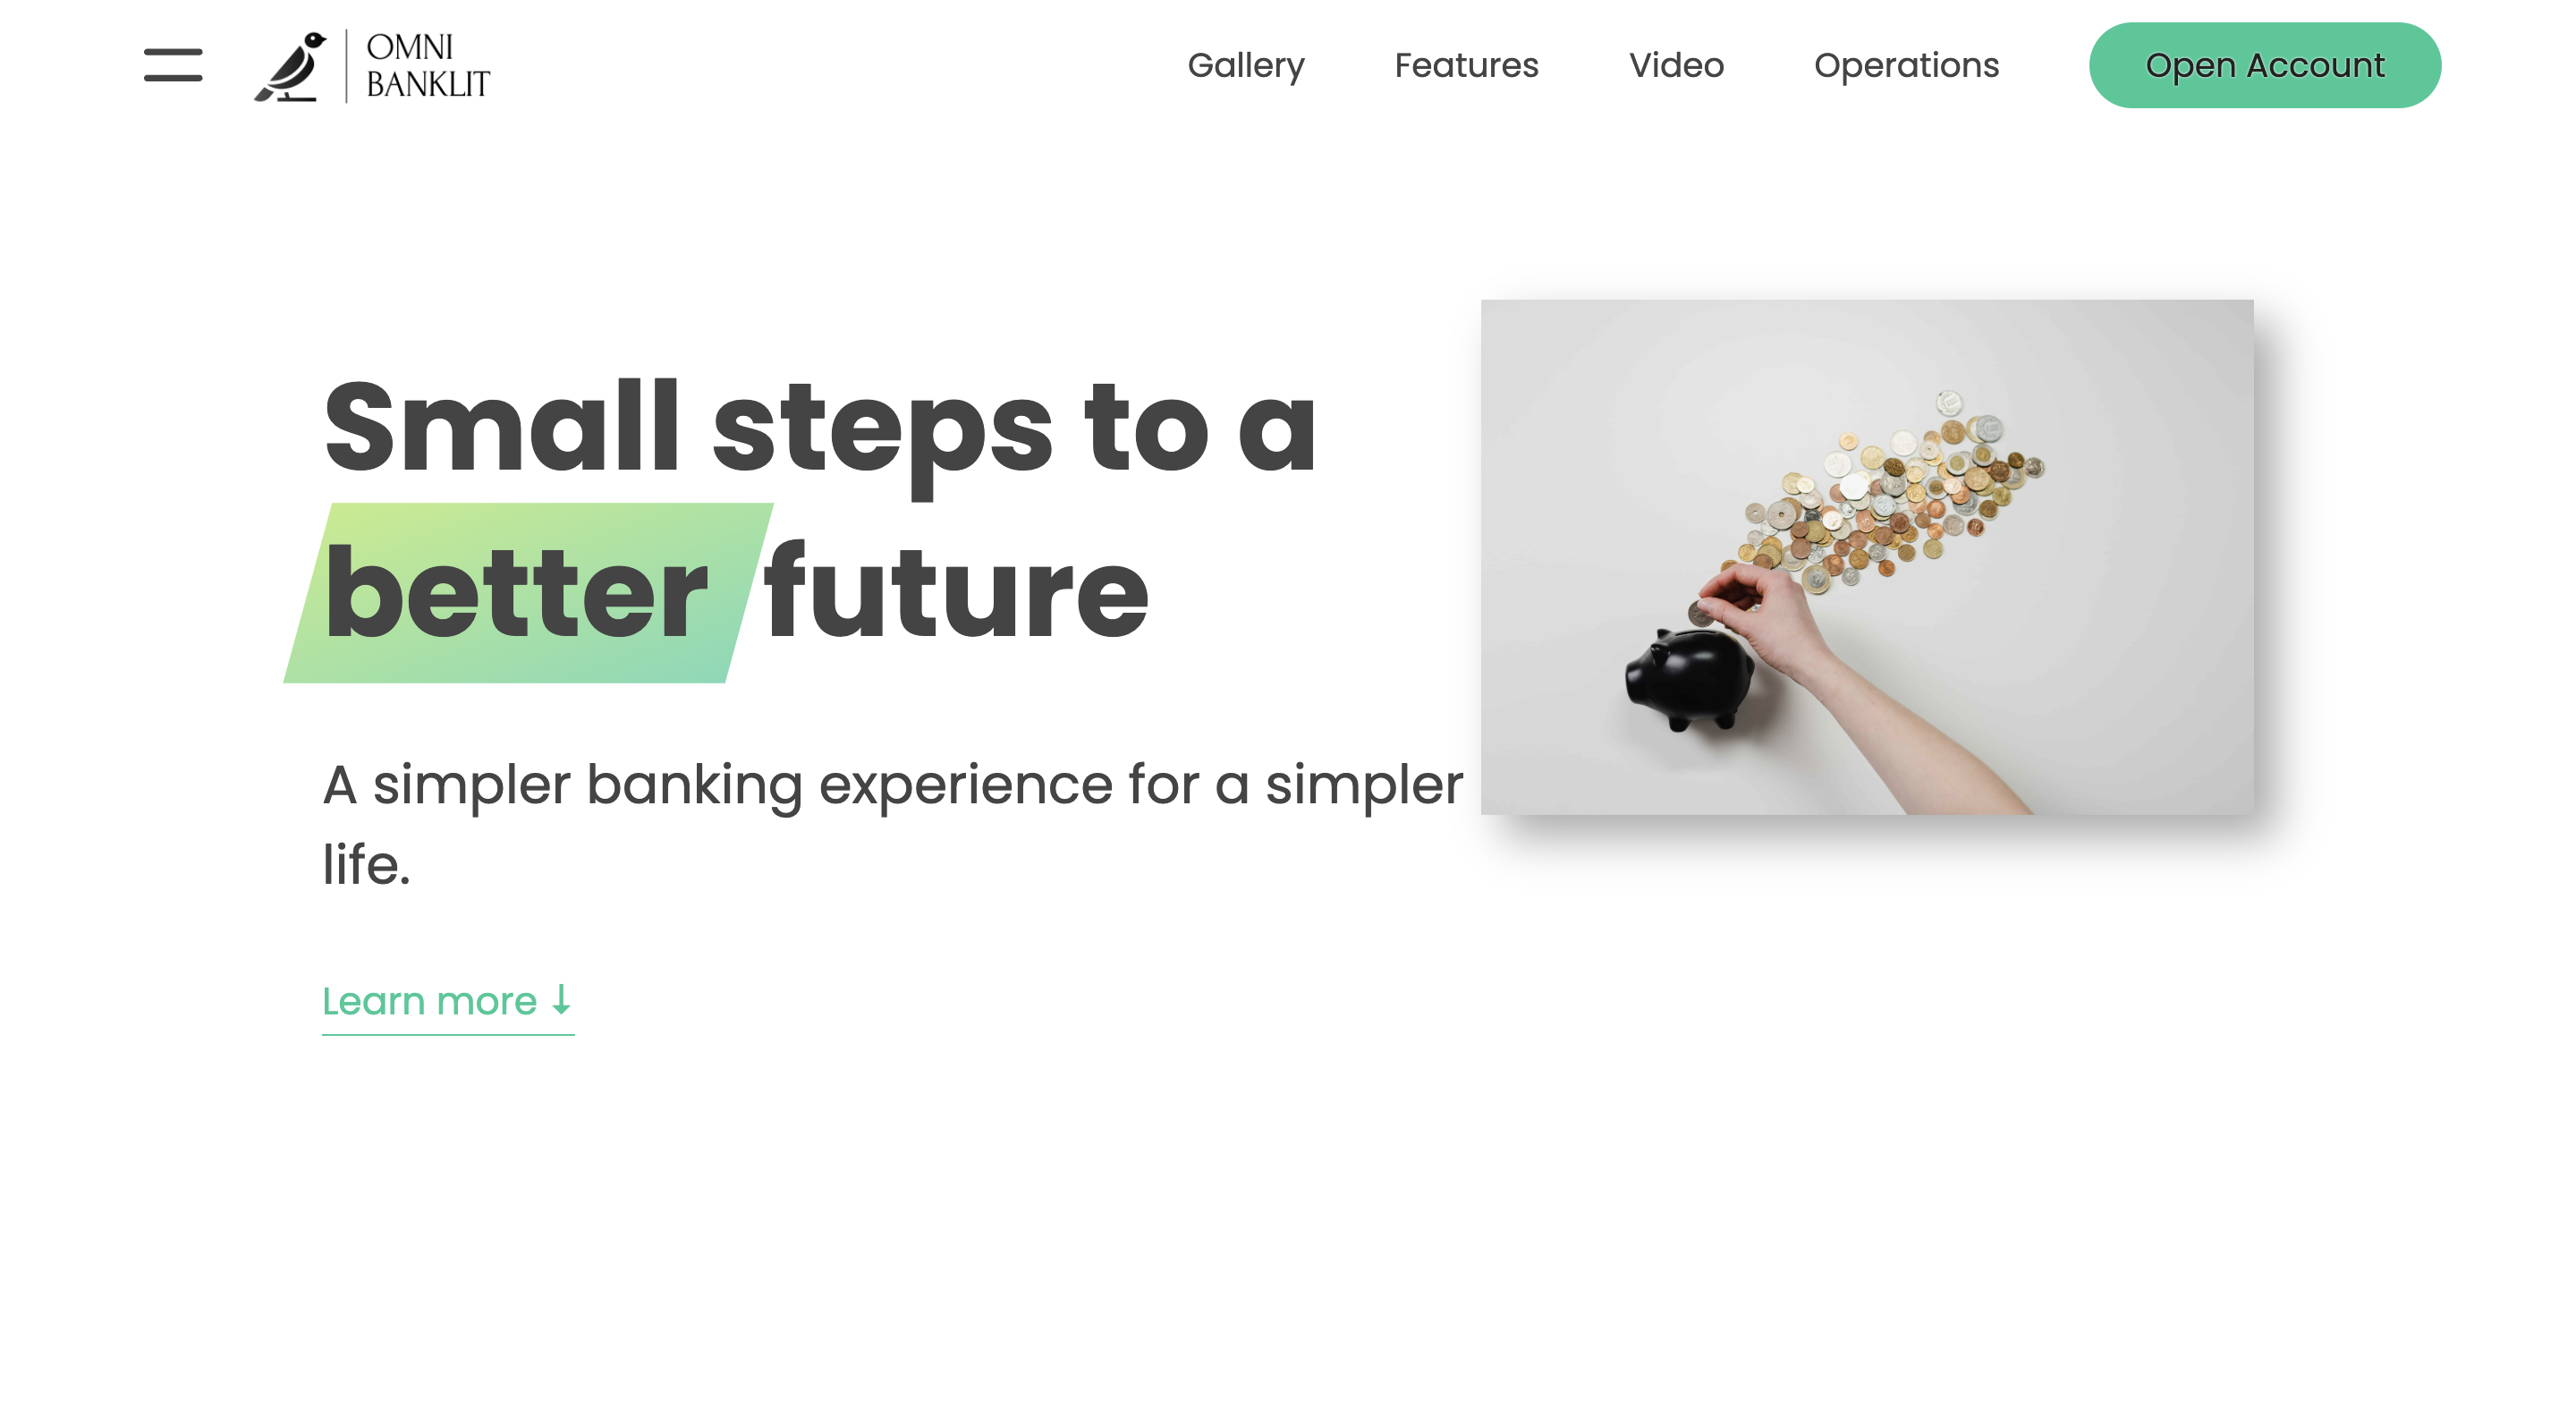 OMNI
BANKLIT
Gallery
Features
Video
Operations
Open Account
Small steps to a
better future
A simpler banking experience for a simpler
life.
Learn more ↓